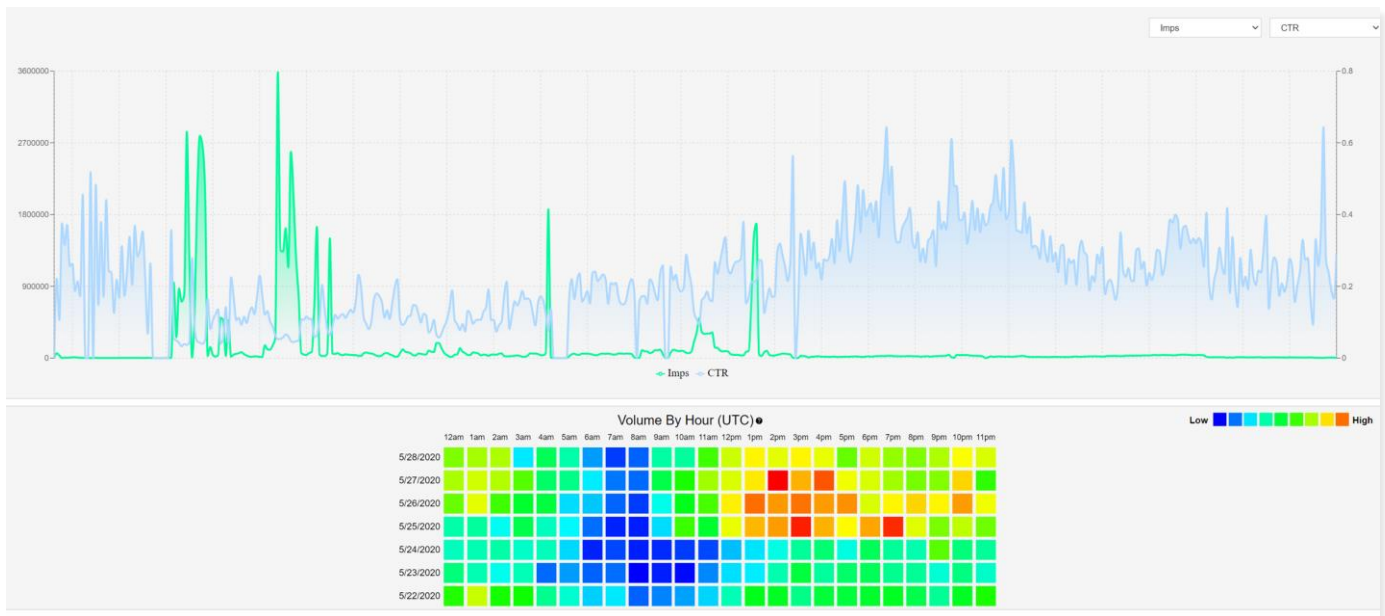 Imps CTR
3600000 0.8
2700000 0.6
1800000 0.4
900000 0.2
0 0
Imps CTR
Volume By Hour (UTC)
Low High
12am 1am 2am 3am 4am 5am 6am 7am 8am 9am 10am 11am 12pm 1pm 2pm 3pm 4pm 5pm 6pm 7pm 8pm 9pm 10pm 11pm
5/28/2020
5/27/2020
5/26/2020
5/25/2020
5/24/2020
5/23/2020
5/22/2020